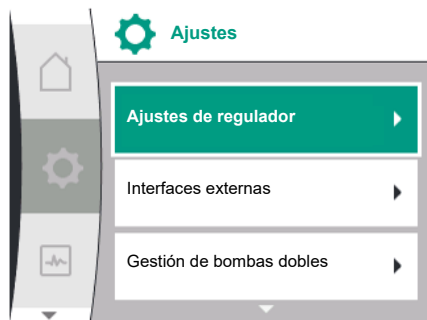 Ajustes
Ajustes de regulador
Interfaces externas
Gestión de bombas dobles